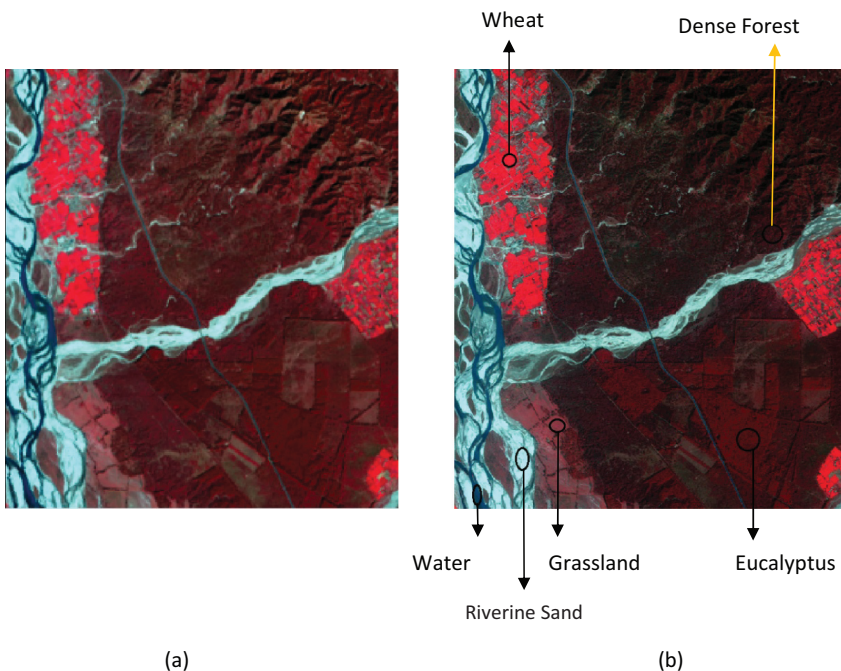 Wheat
Dense Forest
Water
Grassland
Eucalyptus
Riverine Sand
(a)
(b)